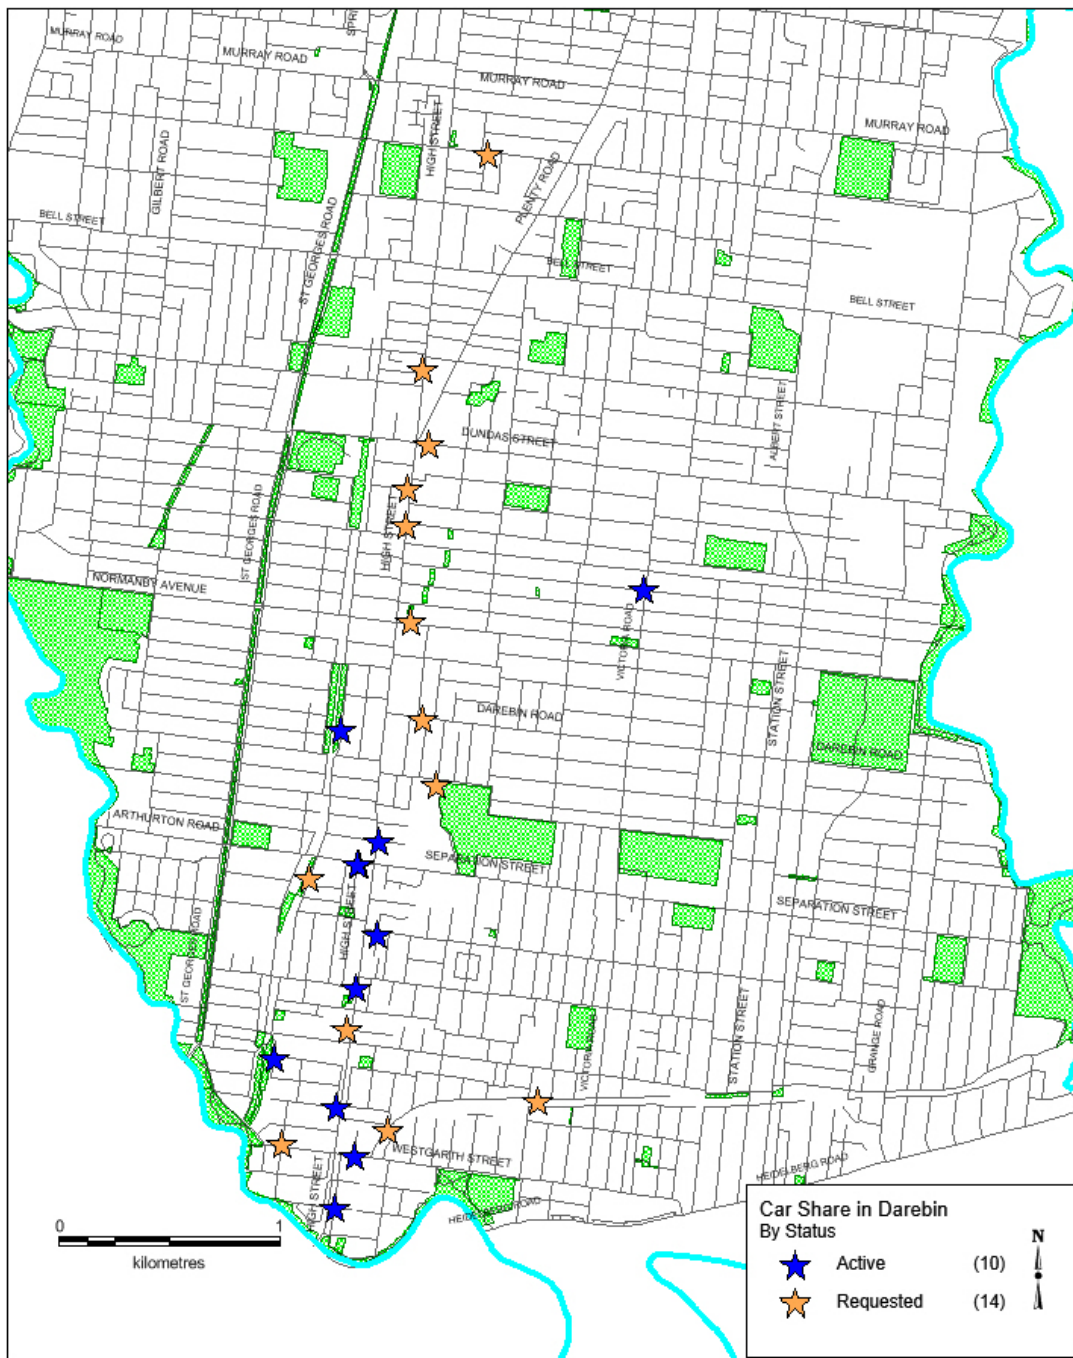 SPRI
MURRAY ROAD
MURRAY ROAD
MURRAY ROAD
MURRAY ROAD
HIGH STREET
GILBERT ROAD
PLENTY ROAD
BELL STREET
ST GEORGES ROAD
BELL STREET
BELL STREET
ALBERT STREET
DUNDAS STREET
HIGH STREET
ST GEORGES ROAD
NORMANBY AVENUE
VICTORIA ROAD
STATION STREET
DAREBIN ROAD
DAREBIN ROAD
ARTHURTON ROAD
SEPARATION STREET
SEPARATION STREET
HIGH STREET
ST GEORGES ROAD
VICTORIA ROAD
STATION STREET
GRANGE ROAD
WESTGARTH STREET
HEIDELBERG ROAD
HIGH STREET
HEIDELBERG ROAD
0 1
kilometres
Car Share in Darebin
By Status
N
Active (10)
Requested (14)